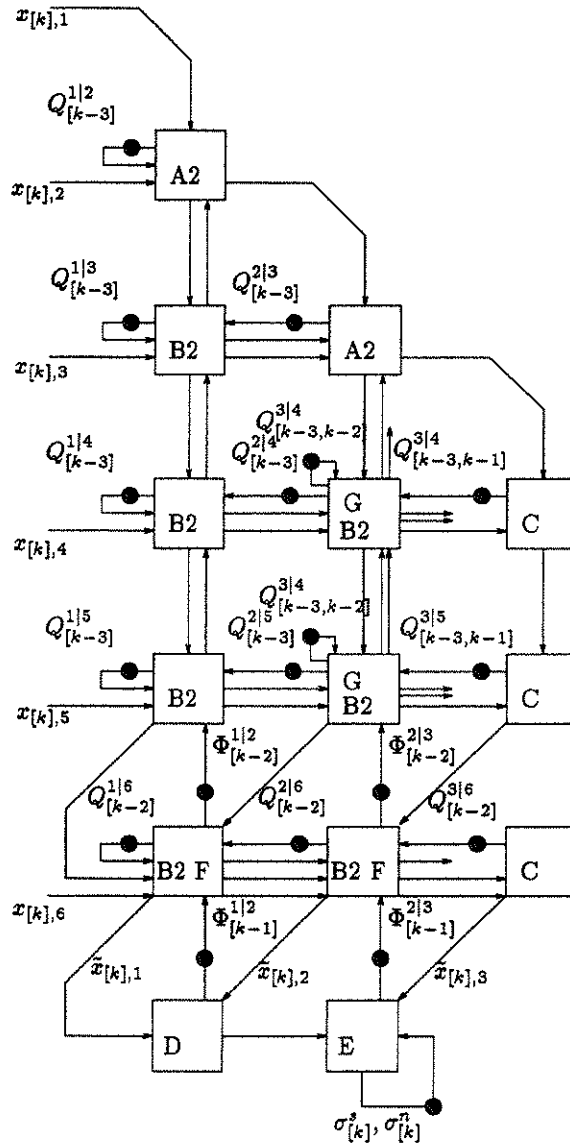 x_{[k],1}
Q^{1|2}_{[k-3]}
A2
x_{[k],2}
Q^{1|3}_{[k-3]} Q^{2|3}_{[k-3]}
B2 A2
x_{[k],3}
Q^{3|4}_{[k-3,k-2]}
Q^{1|4}_{[k-3]} Q^{2|4}_{[k-3]} Q^{3|4}_{[k-3,k-1]}
G
B2 B2 C
x_{[k],4}
Q^{3|4}_{[k-3,k-2]}
Q^{1|5}_{[k-3]} Q^{2|5}_{[k-3]} Q^{3|5}_{[k-3,k-1]}
G
B2 B2 C
x_{[k],5}
Φ^{1|2}_{[k-2]} Φ^{2|3}_{[k-2]}
Q^{1|6}_{[k-2]} Q^{2|6}_{[k-2]} Q^{3|6}_{[k-2]}
B2 F B2 F C
x_{[k],6}
Φ^{1|2}_{[k-1]} Φ^{2|3}_{[k-1]}
x̃_{[k],1} x̃_{[k],2} x̃_{[k],3}
D E
σ^s_{[k]}, σ^n_{[k]}